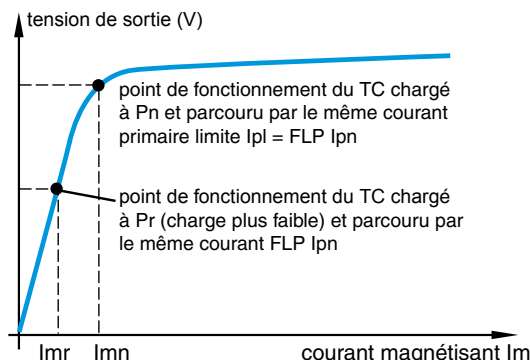 tension de sortie (V)
point de fonctionnement du TC chargé
à Pn et parcouru par le même courant
primaire limite Ipl = FLP Ipn
point de fonctionnement du TC chargé
à Pr (charge plus faible) et parcouru par
le même courant FLP Ipn
Imr Imn courant magnétisant Im